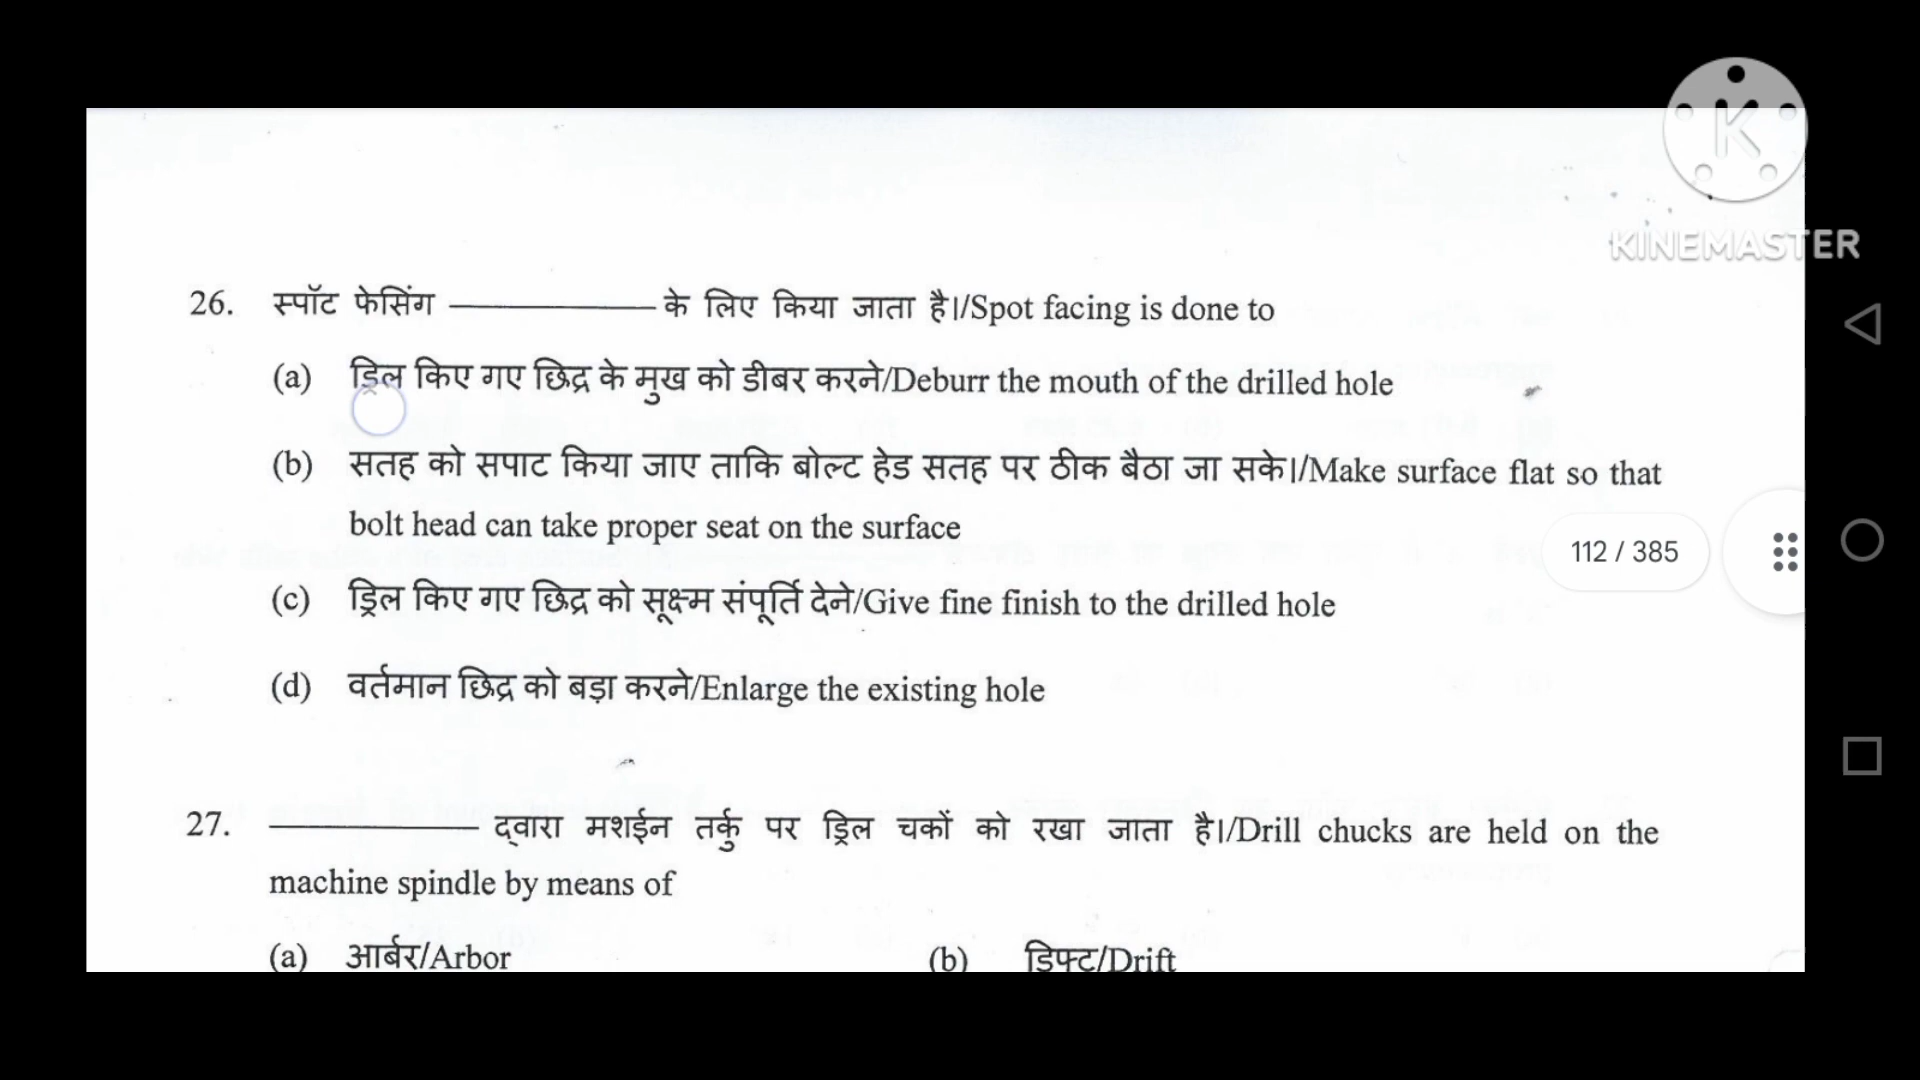 K
KINEMASTER
26. स्पॉट फेसिंग ———— के लिए किया जाता है।/Spot facing is done to
(a) ड्रिल किए गए छिद्र के मुख को डीबर करने/Deburr the mouth of the drilled hole
(b) सतह को सपाट किया जाए ताकि बोल्ट हेड सतह पर ठीक बैठा जा सके।/Make surface flat so that
bolt head can take proper seat on the surface
112 / 385
(c) ड्रिल किए गए छिद्र को सूक्ष्म संपूर्ति देने/Give fine finish to the drilled hole
(d) वर्तमान छिद्र को बड़ा करने/Enlarge the existing hole
27. ———— द्वारा मशईन तर्कु पर ड्रिल चकों को रखा जाता है।/Drill chucks are held on the
machine spindle by means of
(a) आर्बर/Arbor (b) ड्रिफ्ट/Drift